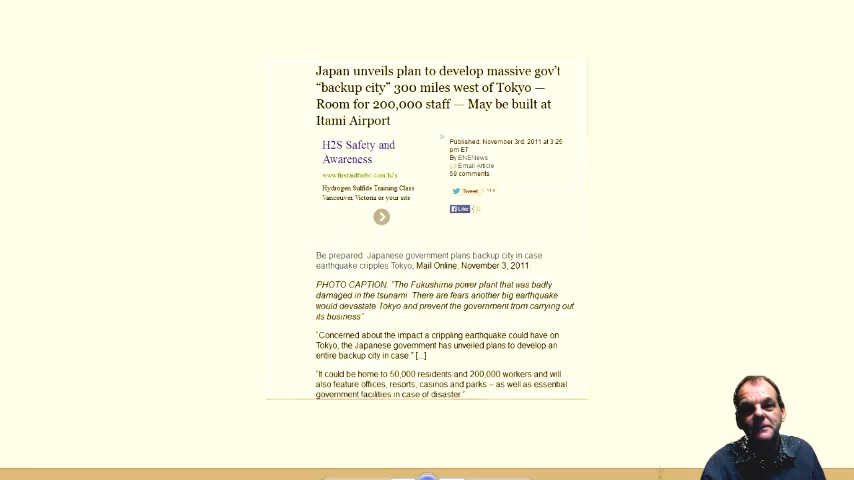 Japan unveils plan to develop massive gov't
“backup city” 300 miles west of Tokyo —
Room for 200,000 staff — May be built at
Itami Airport
H2S Safety and
Awareness
www.firstaidforbc.com/h2s
Hydrogen Sulfide Training Class
Vancouver, Victoria or your site
Published: November 3rd, 2011 at 3:25
pm ET
By ENENews
Email Article
59 comments
Tweet
Like
Be prepared: Japanese government plans backup city in case
earthquake cripples Tokyo, Mail Online, November 3, 2011:
PHOTO CAPTION: “The Fukushima power plant that was badly
damaged in the tsunami. There are fears another big earthquake
would devastate Tokyo and prevent the government from carrying out
its business”
“Concerned about the impact a crippling earthquake could have on
Tokyo, the Japanese government has unveiled plans to develop an
entire backup city in case.” [...]
“It could be home to 50,000 residents and 200,000 workers and will
also feature offices, resorts, casinos and parks – as well as essential
government facilities in case of disaster.”